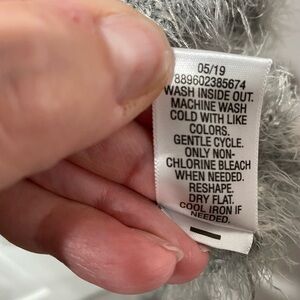 05/19
889602385674
WASH INSIDE OUT.
MACHINE WASH
COLD WITH LIKE
COLORS.
GENTLE CYCLE.
ONLY NON-
CHLORINE BLEACH
WHEN NEEDED.
RESHAPE.
DRY FLAT.
COOL IRON IF
NEEDED.